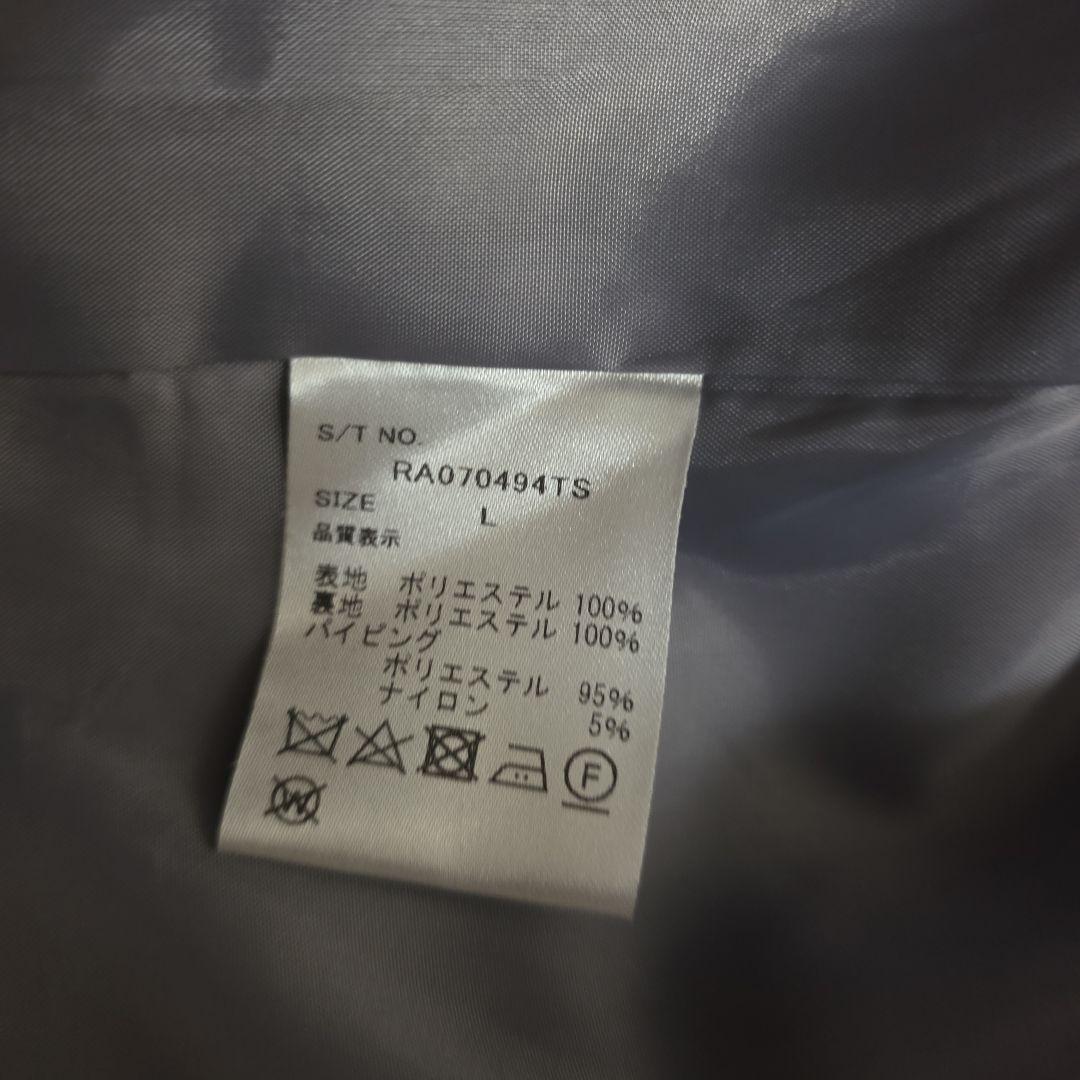 S/T NO.
RA070494TS
SIZE
L
品質表示
表地 ポリエステル 100%
裏地 ポリエステル 100%
パイピング
ポリエステル 95%
ナイロン 5%
F
W